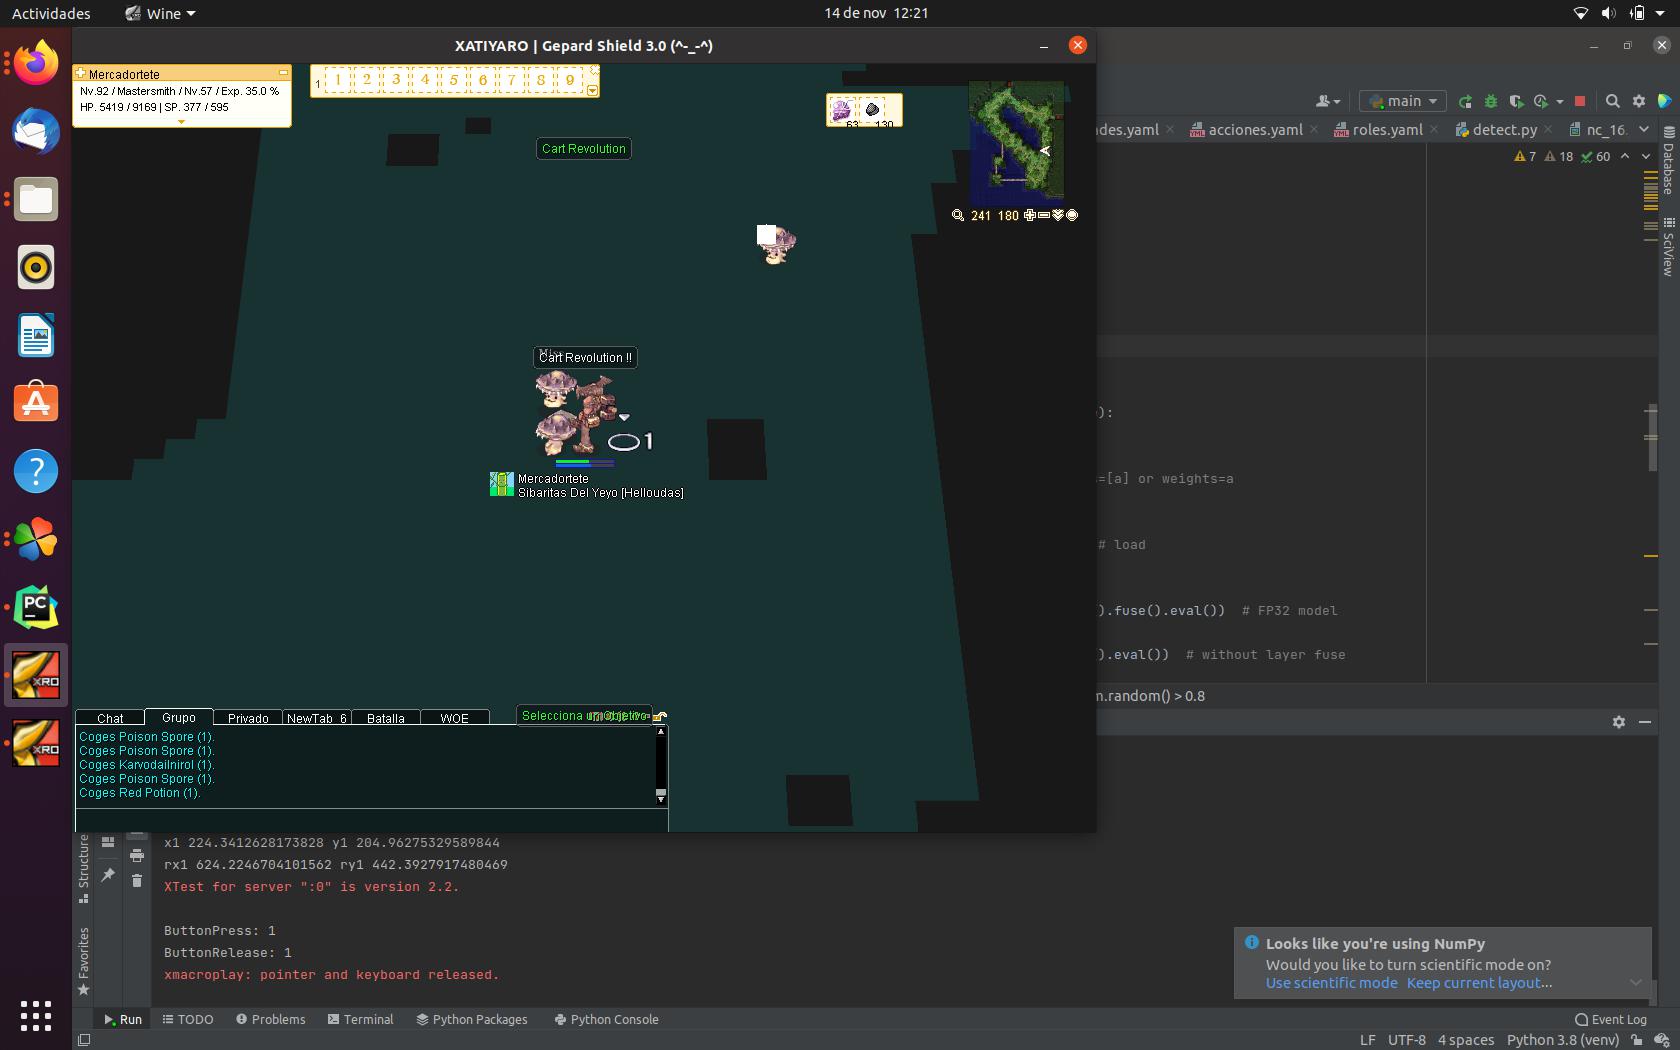 Actividades
Wine
14 de nov 12:21
XATIYARO | Gepard Shield 3.0 (^-_-^)
Mercadortete
Nv.92 / Mastersmith / Nv.57 / Exp. 35.0 %
HP. 5419 / 9169 | SP. 377 / 595
1 1 2 3 4 5 6 7 8 9
63 130
241 180
Cart Revolution
Cart Revolution !!
1
Mercadortete
Sibaritas Del Yeyo [Helloudas]
Chat Grupo Privado NewTab_6 Batalla WOE
Coges Poison Spore (1).
Coges Poison Spore (1).
Coges Karvodailnirol (1).
Coges Poison Spore (1).
Coges Red Potion (1).
Selecciona un Objetivo
main
des.yaml acciones.yaml roles.yaml detect.py nc_16.
7 18 60
Database
SciView
):
=[a] or weights=a
# load
).fuse().eval()) # FP32 model
).eval()) # without layer fuse
m.random() > 0.8
x1 224.3412628173828 y1 204.96275329589844
rx1 624.2246704101562 ry1 442.3927917480469
XTest for server ":0" is version 2.2.
ButtonPress: 1
ButtonRelease: 1
xmacroplay: pointer and keyboard released.
Structure
Favorites
Looks like you're using NumPy
Would you like to turn scientific mode on?
Use scientific mode Keep current layout...
Run TODO Problems Terminal Python Packages Python Console
Event Log
LF UTF-8 4 spaces Python 3.8 (venv)
PC
XRO
XRO